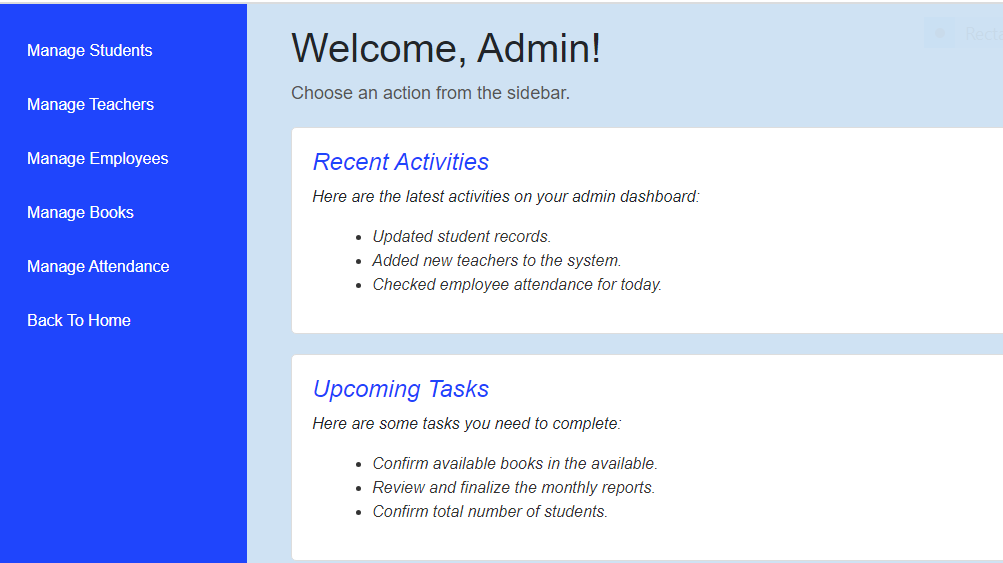 Manage Students
Manage Teachers
Manage Employees
Manage Books
Manage Attendance
Back To Home
Welcome, Admin!
Choose an action from the sidebar.
Recent Activities
Here are the latest activities on your admin dashboard:
Updated student records.
Added new teachers to the system.
Checked employee attendance for today.
Upcoming Tasks
Here are some tasks you need to complete:
Confirm available books in the available.
Review and finalize the monthly reports.
Confirm total number of students.